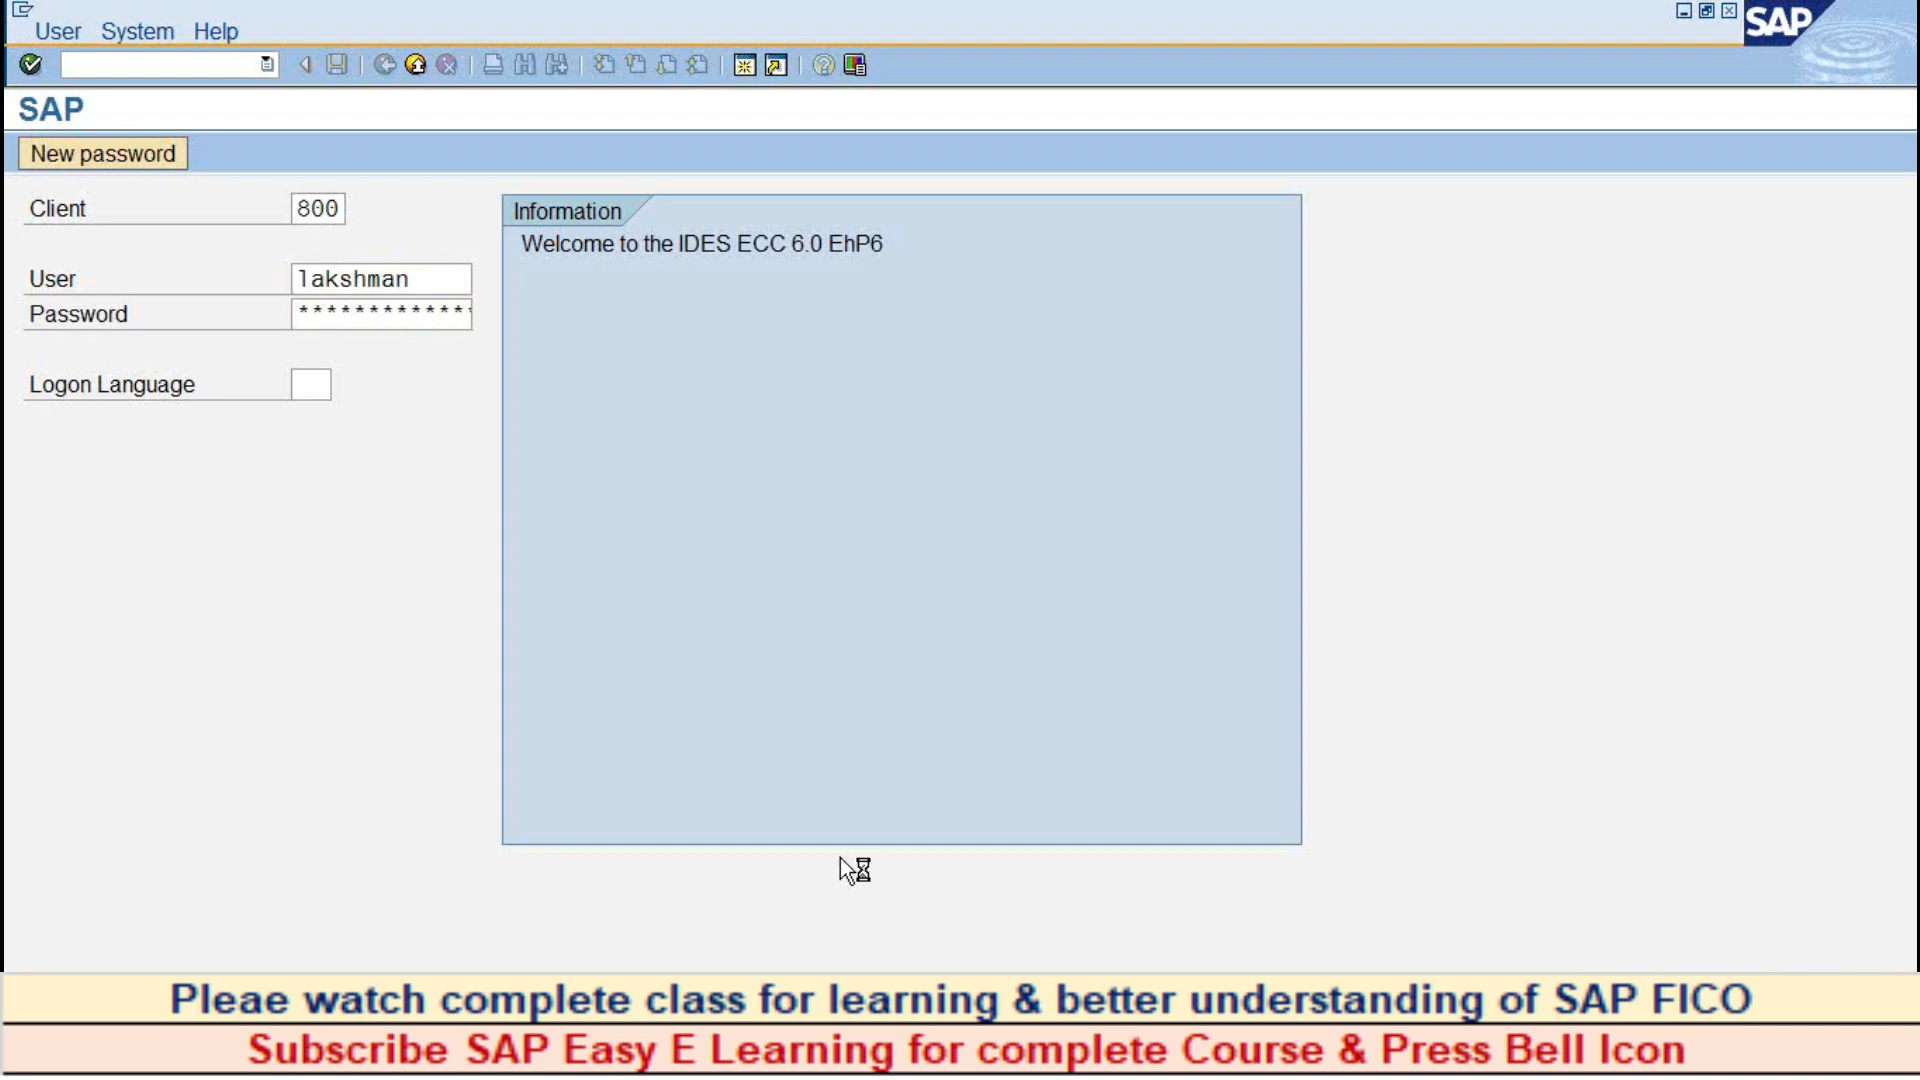 User System Help
SAP
SAP
New password
Client 800
Information
Welcome to the IDES ECC 6.0 EhP6
User lakshman
Password *************
Logon Language
Pleae watch complete class for learning & better understanding of SAP FICO
Subscribe SAP Easy E Learning for complete Course & Press Bell Icon